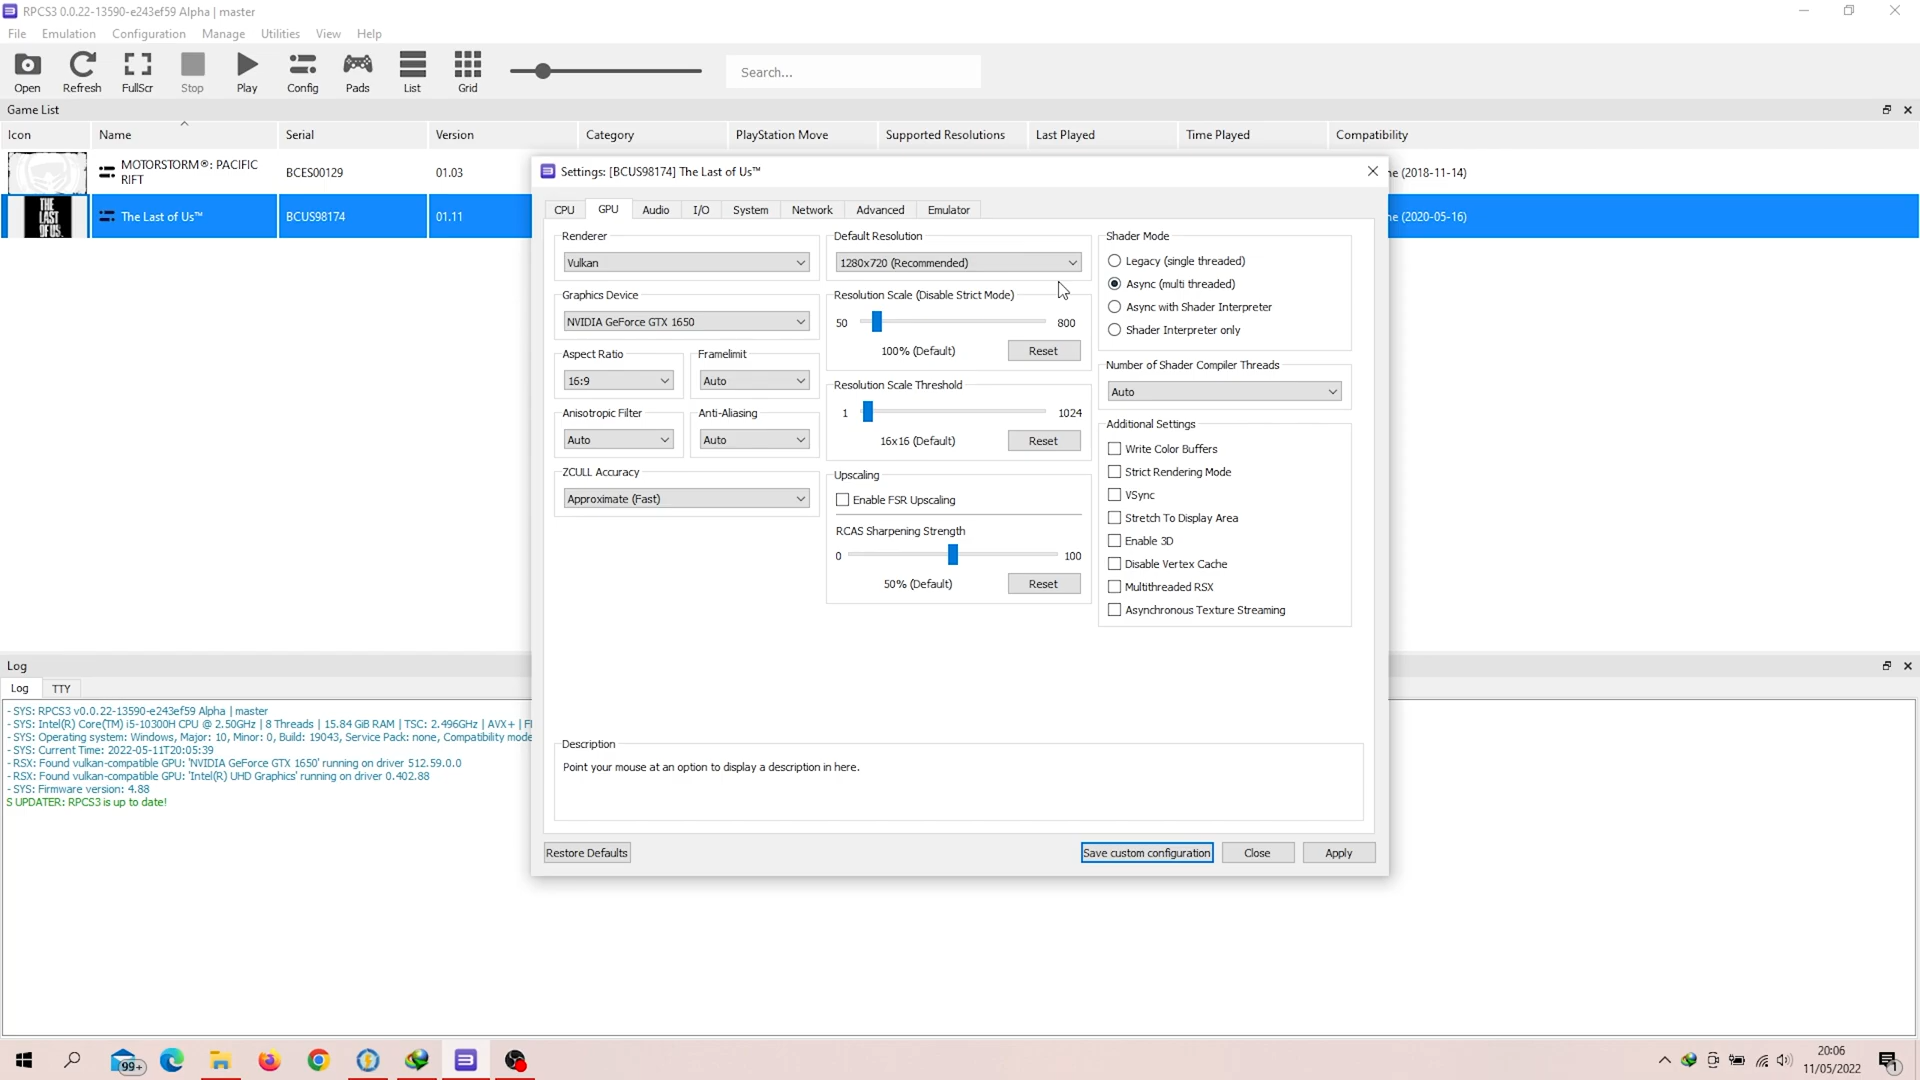 RPCS3 0.0.22-13590-e243ef59 Alpha | master
File Emulation Configuration Manage Utilities View Help
Open Refresh FullScr Stop Play Config Pads List Grid Search...
Game List
Icon Name Serial Version Category PlayStation Move Supported Resolutions Last Played Time Played Compatibility
MOTORSTORM®: PACIFIC
RIFT BCES00129 01.03 ne (2018-11-14)
THE
LAST
OF US
The Last of Us™ BCUS98174 01.11 ne (2020-05-16)
Settings: [BCUS98174] The Last of Us™
CPU GPU Audio I/O System Network Advanced Emulator
Renderer
Vulkan
Graphics Device
NVIDIA GeForce GTX 1650
Aspect Ratio Framelimit
16:9 Auto
Anisotropic Filter Anti-Aliasing
Auto Auto
ZCULL Accuracy
Approximate (Fast)
Default Resolution
1280x720 (Recommended)
Resolution Scale (Disable Strict Mode)
50 800
100% (Default) Reset
Resolution Scale Threshold
1 1024
16x16 (Default) Reset
Upscaling
Enable FSR Upscaling
RCAS Sharpening Strength
0 100
50% (Default) Reset
Shader Mode
Legacy (single threaded)
Async (multi threaded)
Async with Shader Interpreter
Shader Interpreter only
Number of Shader Compiler Threads
Auto
Additional Settings
Write Color Buffers
Strict Rendering Mode
VSync
Stretch To Display Area
Enable 3D
Disable Vertex Cache
Multithreaded RSX
Asynchronous Texture Streaming
Description
Point your mouse at an option to display a description in here.
Restore Defaults Save custom configuration Close Apply
Log
Log TTY
- SYS: RPCS3 v0.0.22-13590-e243ef59 Alpha | master
- SYS: Intel(R) Core(TM) i5-10300H CPU @ 2.50GHz | 8 Threads | 15.84 GiB RAM | TSC: 2.496GHz | AVX+ | F
- SYS: Operating system: Windows, Major: 10, Minor: 0, Build: 19043, Service Pack: none, Compatibility mode
- SYS: Current Time: 2022-05-11T20:05:39
- RSX: Found vulkan-compatible GPU: 'NVIDIA GeForce GTX 1650' running on driver 512.59.0.0
- RSX: Found vulkan-compatible GPU: 'Intel(R) UHD Graphics' running on driver 0.402.88
- SYS: Firmware version: 4.88
S UPDATER: RPCS3 is up to date!
99+
20:06
11/05/2022
1